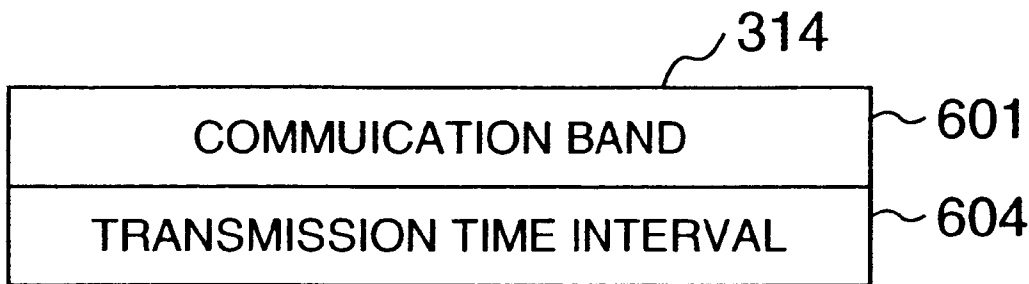 314
COMMUICATION BAND 601
TRANSMISSION TIME INTERVAL 604